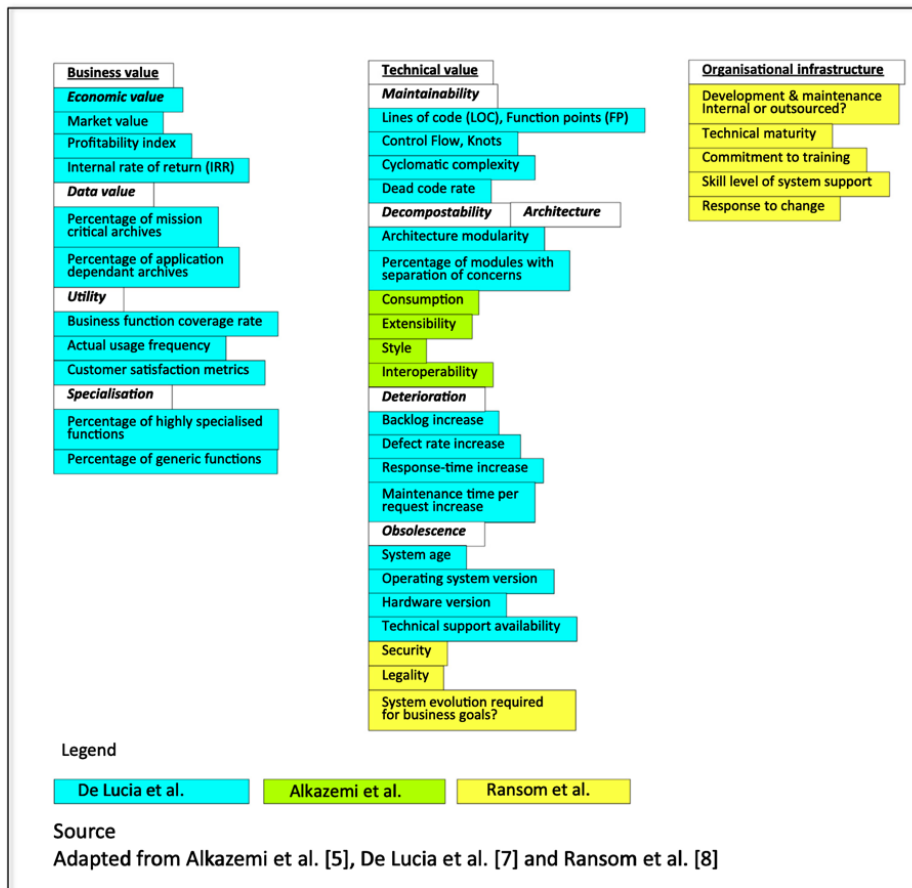 Business value
Economic value
Market value
Profitability index
Internal rate of return (IRR)
Data value
Percentage of mission
critical archives
Percentage of application
dependant archives
Utility
Business function coverage rate
Actual usage frequency
Customer satisfaction metrics
Specialisation
Percentage of highly specialised
functions
Percentage of generic functions
Technical value
Maintainability
Lines of code (LOC), Function points (FP)
Control Flow, Knots
Cyclomatic complexity
Dead code rate
Decompostability Architecture
Architecture modularity
Percentage of modules with
separation of concerns
Consumption
Extensibility
Style
Interoperability
Deterioration
Backlog increase
Defect rate increase
Response-time increase
Maintenance time per
request increase
Obsolescence
System age
Operating system version
Hardware version
Technical support availability
Security
Legality
System evolution required
for business goals?
Organisational infrastructure
Development & maintenance
Internal or outsourced?
Technical maturity
Commitment to training
Skill level of system support
Response to change
Legend
De Lucia et al. Alkazemi et al. Ransom et al.
Source
Adapted from Alkazemi et al. [5], De Lucia et al. [7] and Ransom et al. [8]